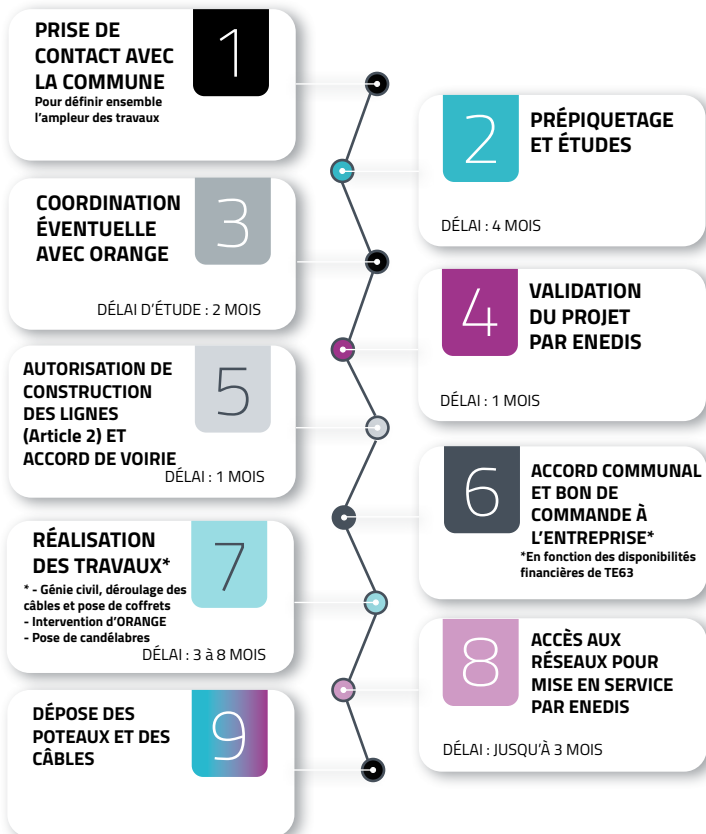 1
PRISE DE
CONTACT AVEC
LA COMMUNE
Pour définir ensemble
l'ampleur des travaux
2
PRÉPIQUETAGE
ET ÉTUDES
DÉLAI : 4 MOIS
3
COORDINATION
ÉVENTUELLE
AVEC ORANGE
DÉLAI D'ÉTUDE : 2 MOIS
4
VALIDATION
DU PROJET
PAR ENEDIS
DÉLAI : 1 MOIS
5
AUTORISATION DE
CONSTRUCTION
DES LIGNES
(Article 2) ET
ACCORD DE VOIRIE
DÉLAI : 1 MOIS
6
ACCORD COMMUNAL
ET BON DE
COMMANDE À
L'ENTREPRISE*
*En fonction des disponibilités
financières de TE63
7
RÉALISATION
DES TRAVAUX*
* - Génie civil, déroulage des
câbles et pose de coffrets
- Intervention d'ORANGE
- Pose de candélabres
DÉLAI : 3 à 8 MOIS
8
ACCÈS AUX
RÉSEAUX POUR
MISE EN SERVICE
PAR ENEDIS
DÉLAI : JUSQU'À 3 MOIS
9
DÉPOSE DES
POTEAUX ET DES
CÂBLES